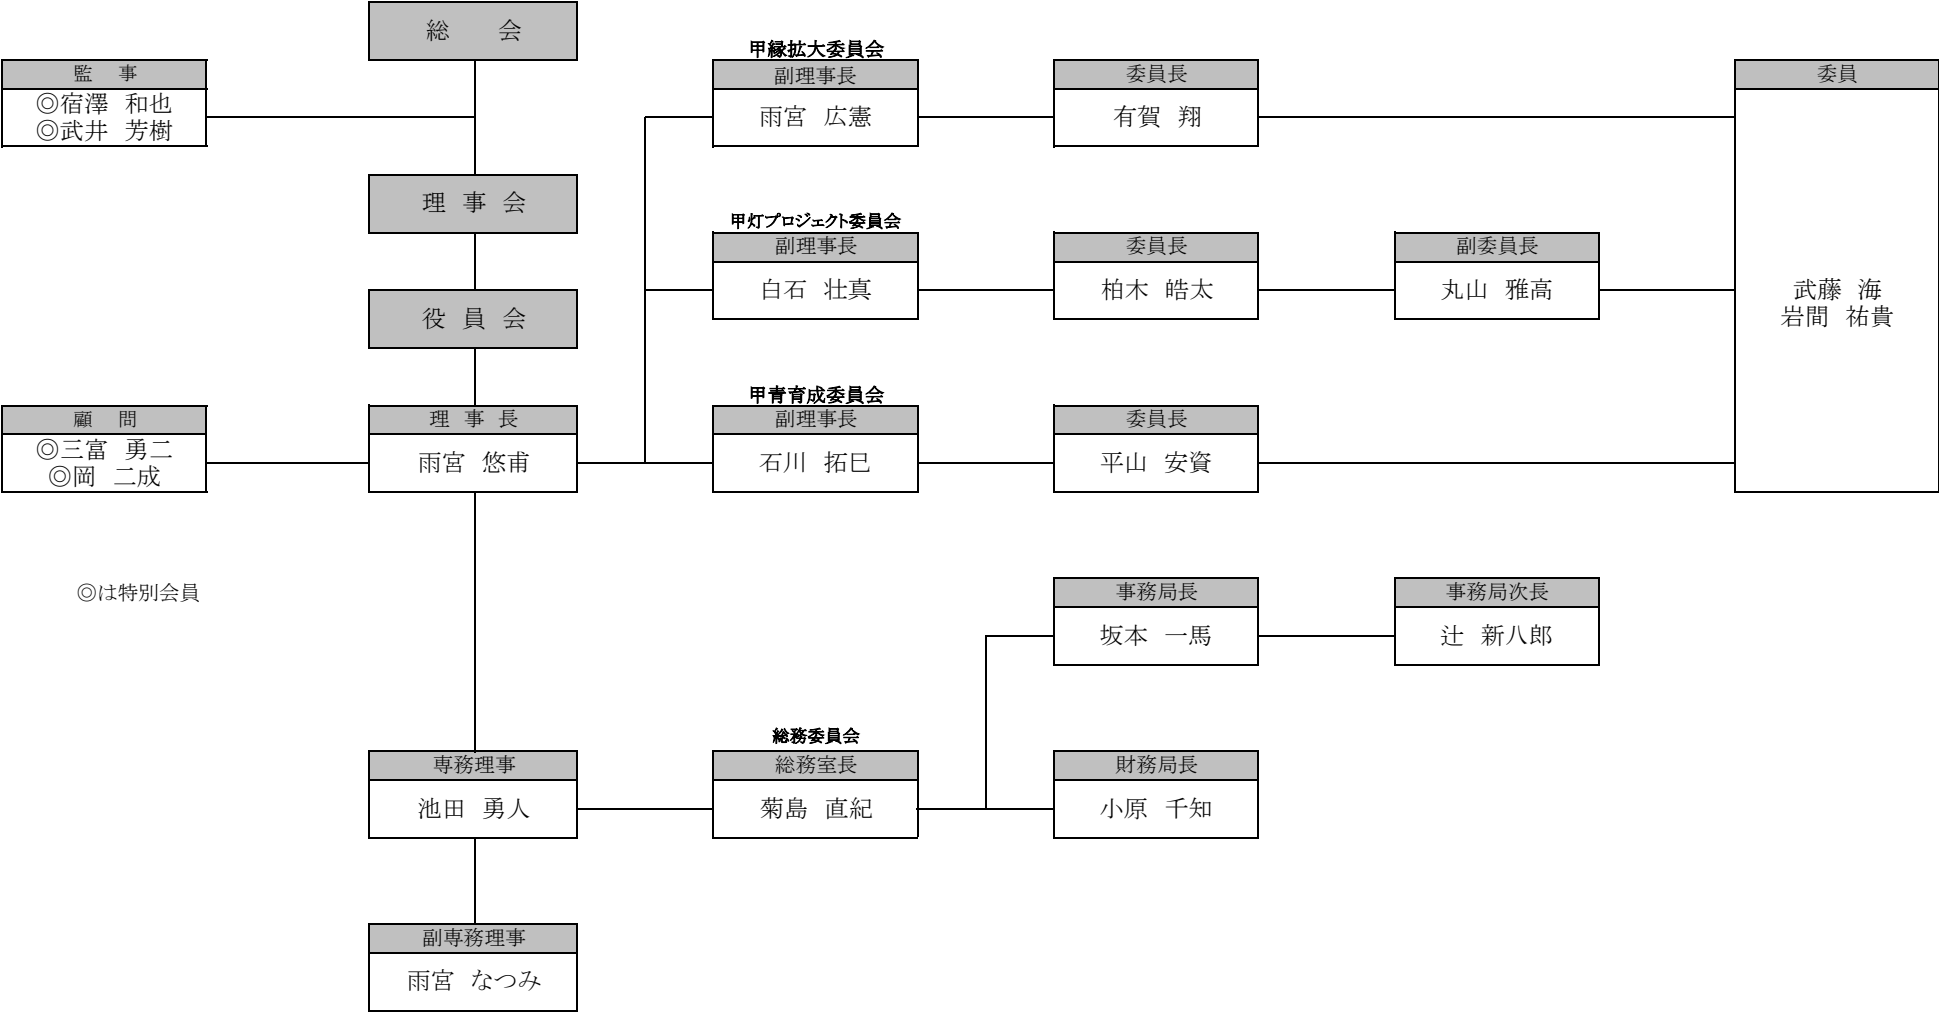 総 会
監 事
◎宿澤 和也
◎武井 芳樹
甲縁拡大委員会
副理事長
雨宮 広憲
委員長
有賀 翔
委員
武藤 海
岩間 祐貴
理 事 会
甲灯プロジェクト委員会
副理事長
白石 壮真
委員長
柏木 皓太
副委員長
丸山 雅高
役 員 会
顧 問
◎三富 勇二
◎岡 二成
理 事 長
雨宮 悠甫
甲青育成委員会
副理事長
石川 拓巳
委員長
平山 安資
◎は特別会員
事務局長
坂本 一馬
事務局次長
辻 新八郎
専務理事
池田 勇人
総務委員会
総務室長
菊島 直紀
財務局長
小原 千知
副専務理事
雨宮 なつみ